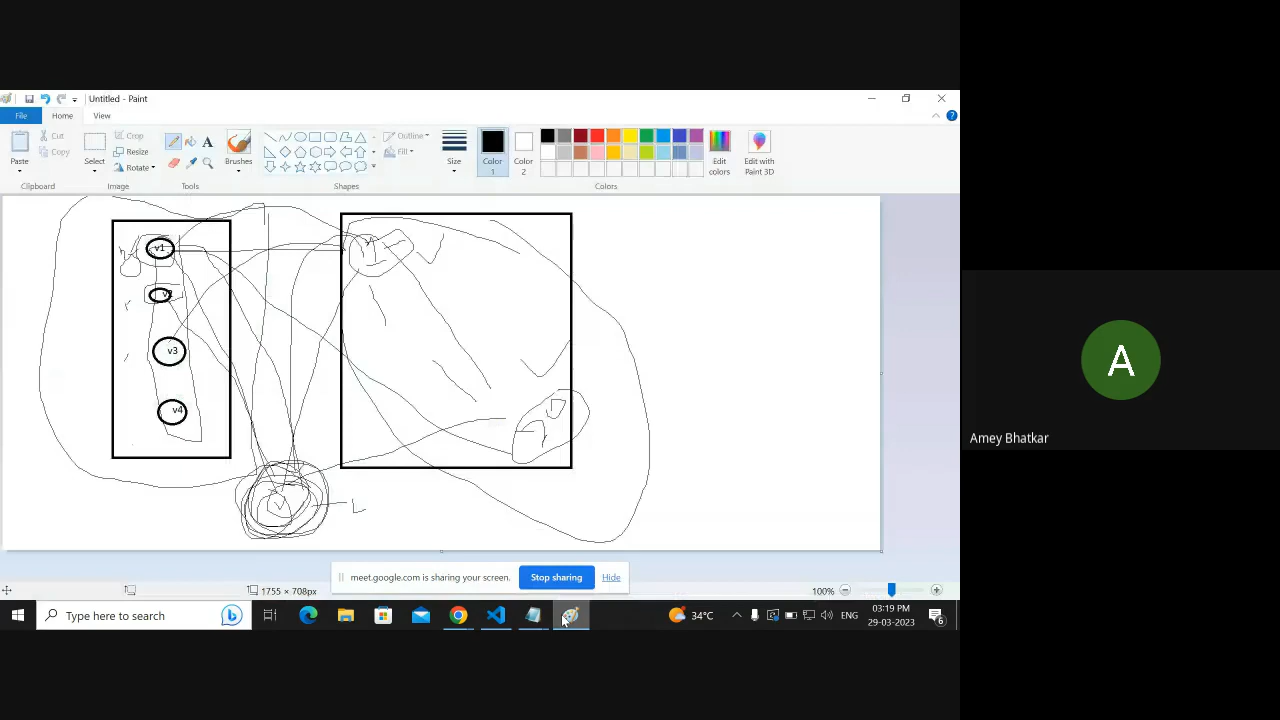 Untitled - Paint
File Home View
Cut
Copy
Paste
Clipboard
Crop
Resize
Rotate
Select
Image
Tools
Brushes
Outline
Fill
Shapes
Size
Color 1
Color 2
Edit colors
Edit with Paint 3D
Colors
v1
v2
v3
v4
V
L
meet.google.com is sharing your screen. Stop sharing Hide
1755 × 708px
100%
Type here to search
34°C
ENG
03:19 PM
29-03-2023
6
A
Amey Bhatkar